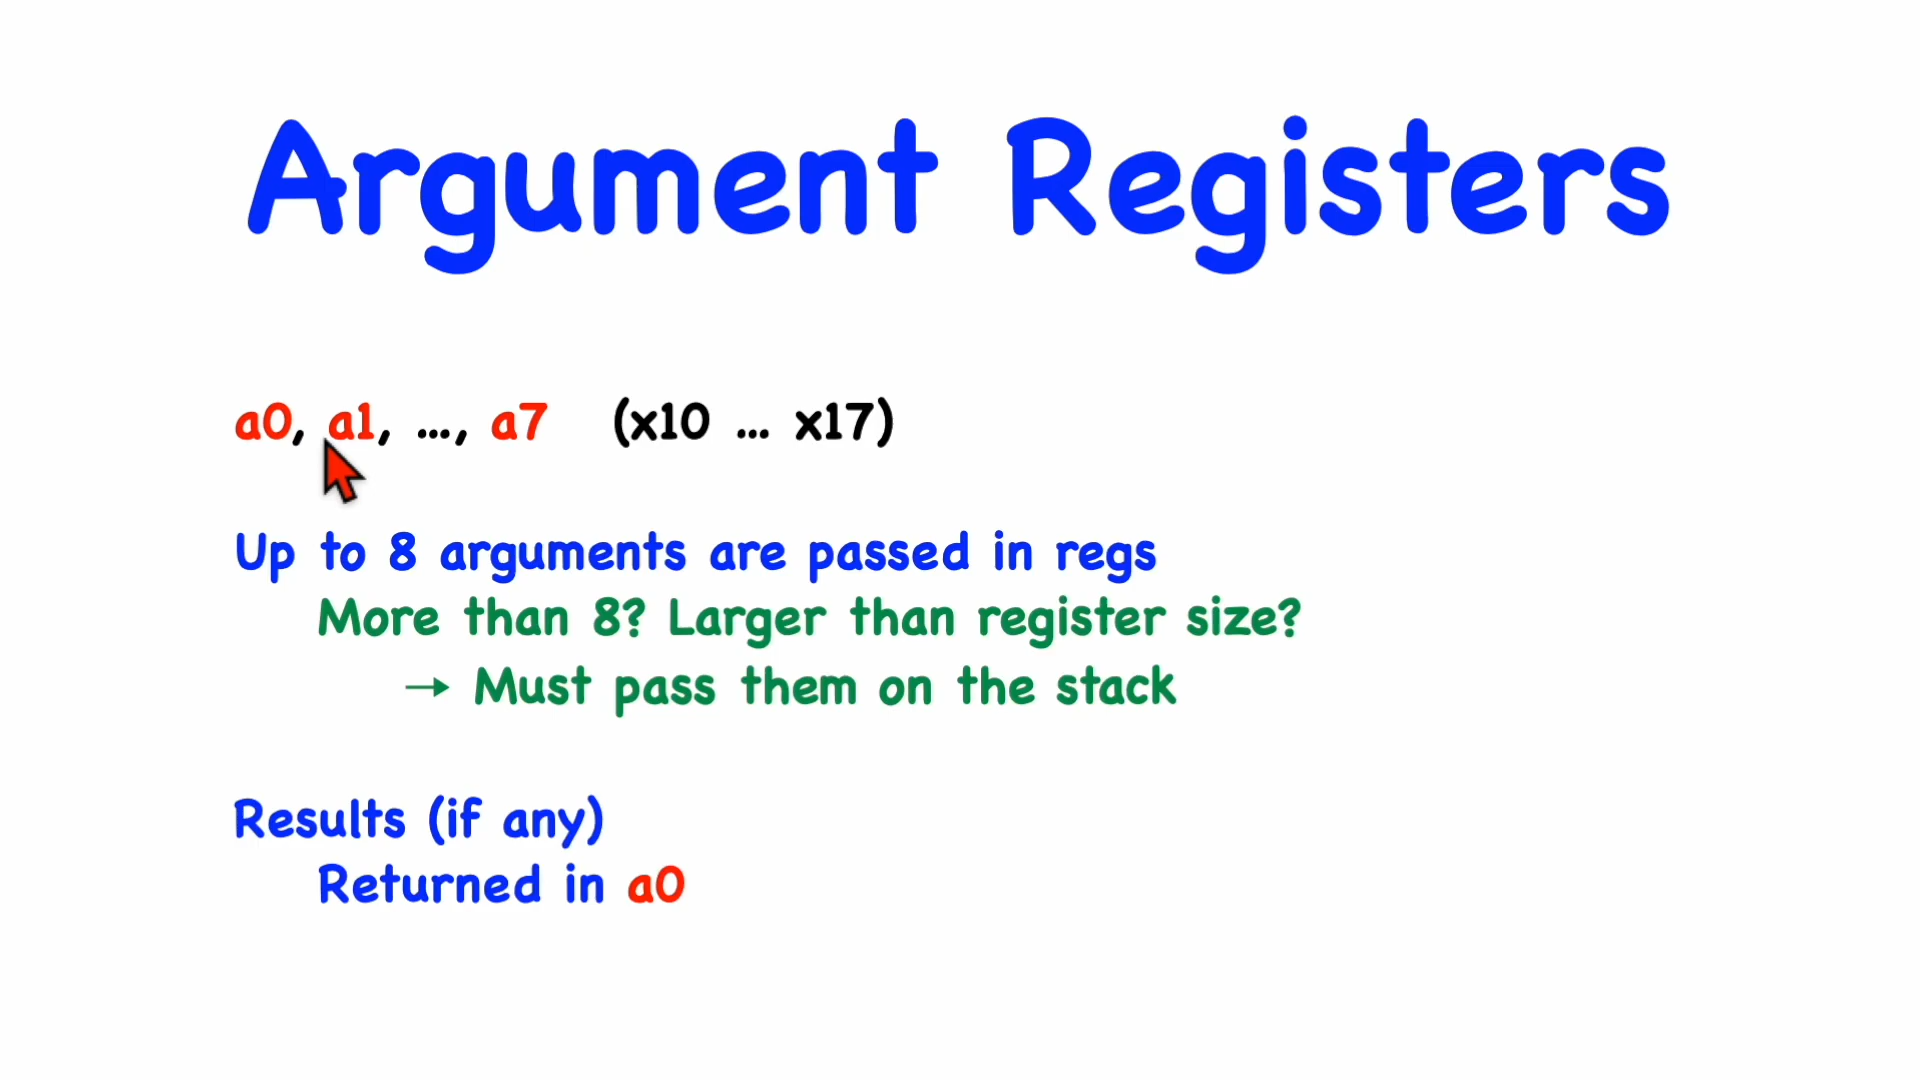 Argument Registers
a0, a1, ..., a7 (x10 ... x17)
Up to 8 arguments are passed in regs
More than 8? Larger than register size?
→ Must pass them on the stack
Results (if any)
Returned in a0